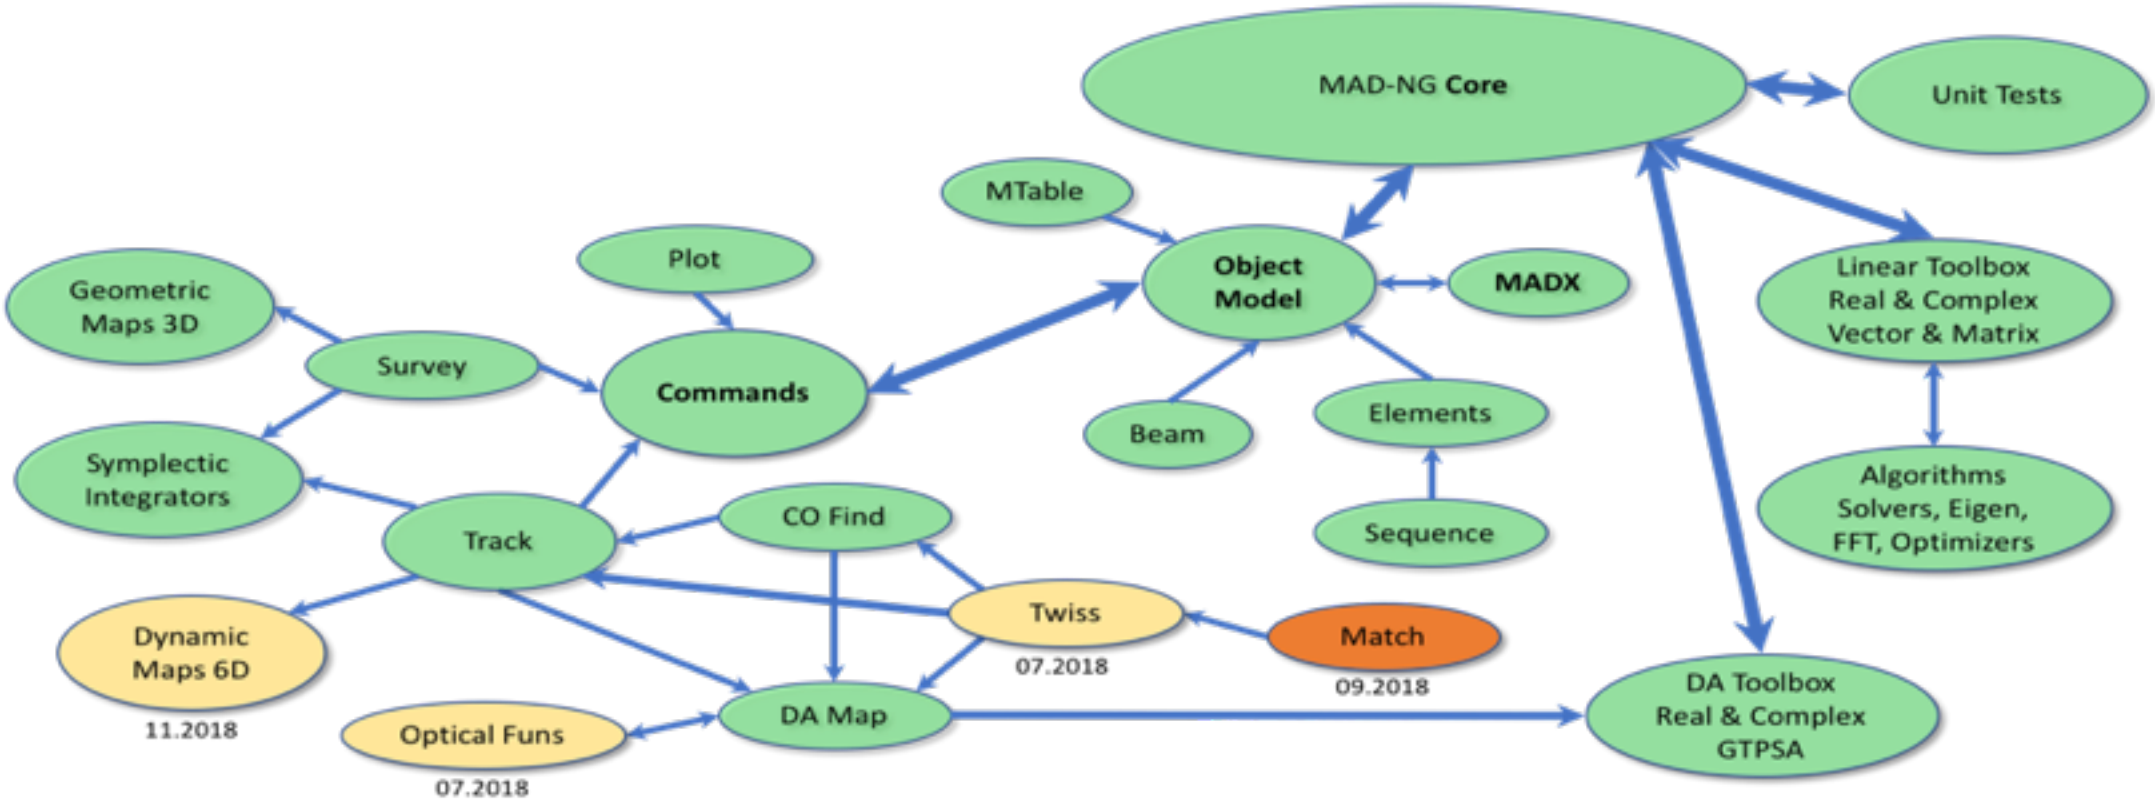 MAD-NG Core
Unit Tests
MTable
Plot
Object
Model
MADX
Linear Toolbox
Real & Complex
Vector & Matrix
Geometric
Maps 3D
Survey
Commands
Beam
Elements
Symplectic
Integrators
Algorithms
Solvers, Eigen,
FFT, Optimizers
Track
CO Find
Sequence
Dynamic
Maps 6D
11.2018
Twiss
07.2018
Match
09.2018
Optical Funs
07.2018
DA Map
DA Toolbox
Real & Complex
GTPSA